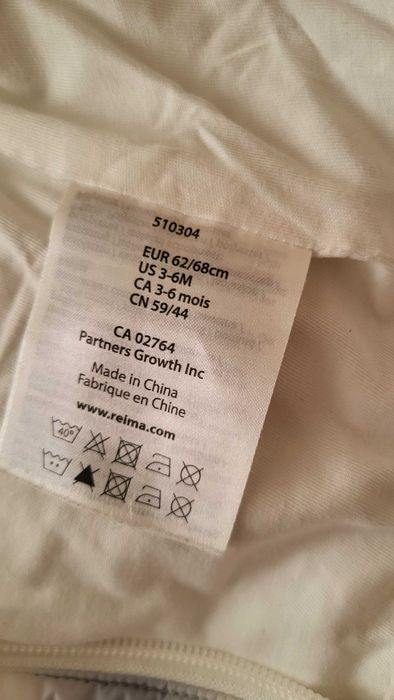 510304
EUR 62/68cm
US 3-6M
CA 3-6 mois
CN 59/44
CA 02764
Partners Growth Inc
Made in China
Fabrique en Chine
www.reima.com
40°